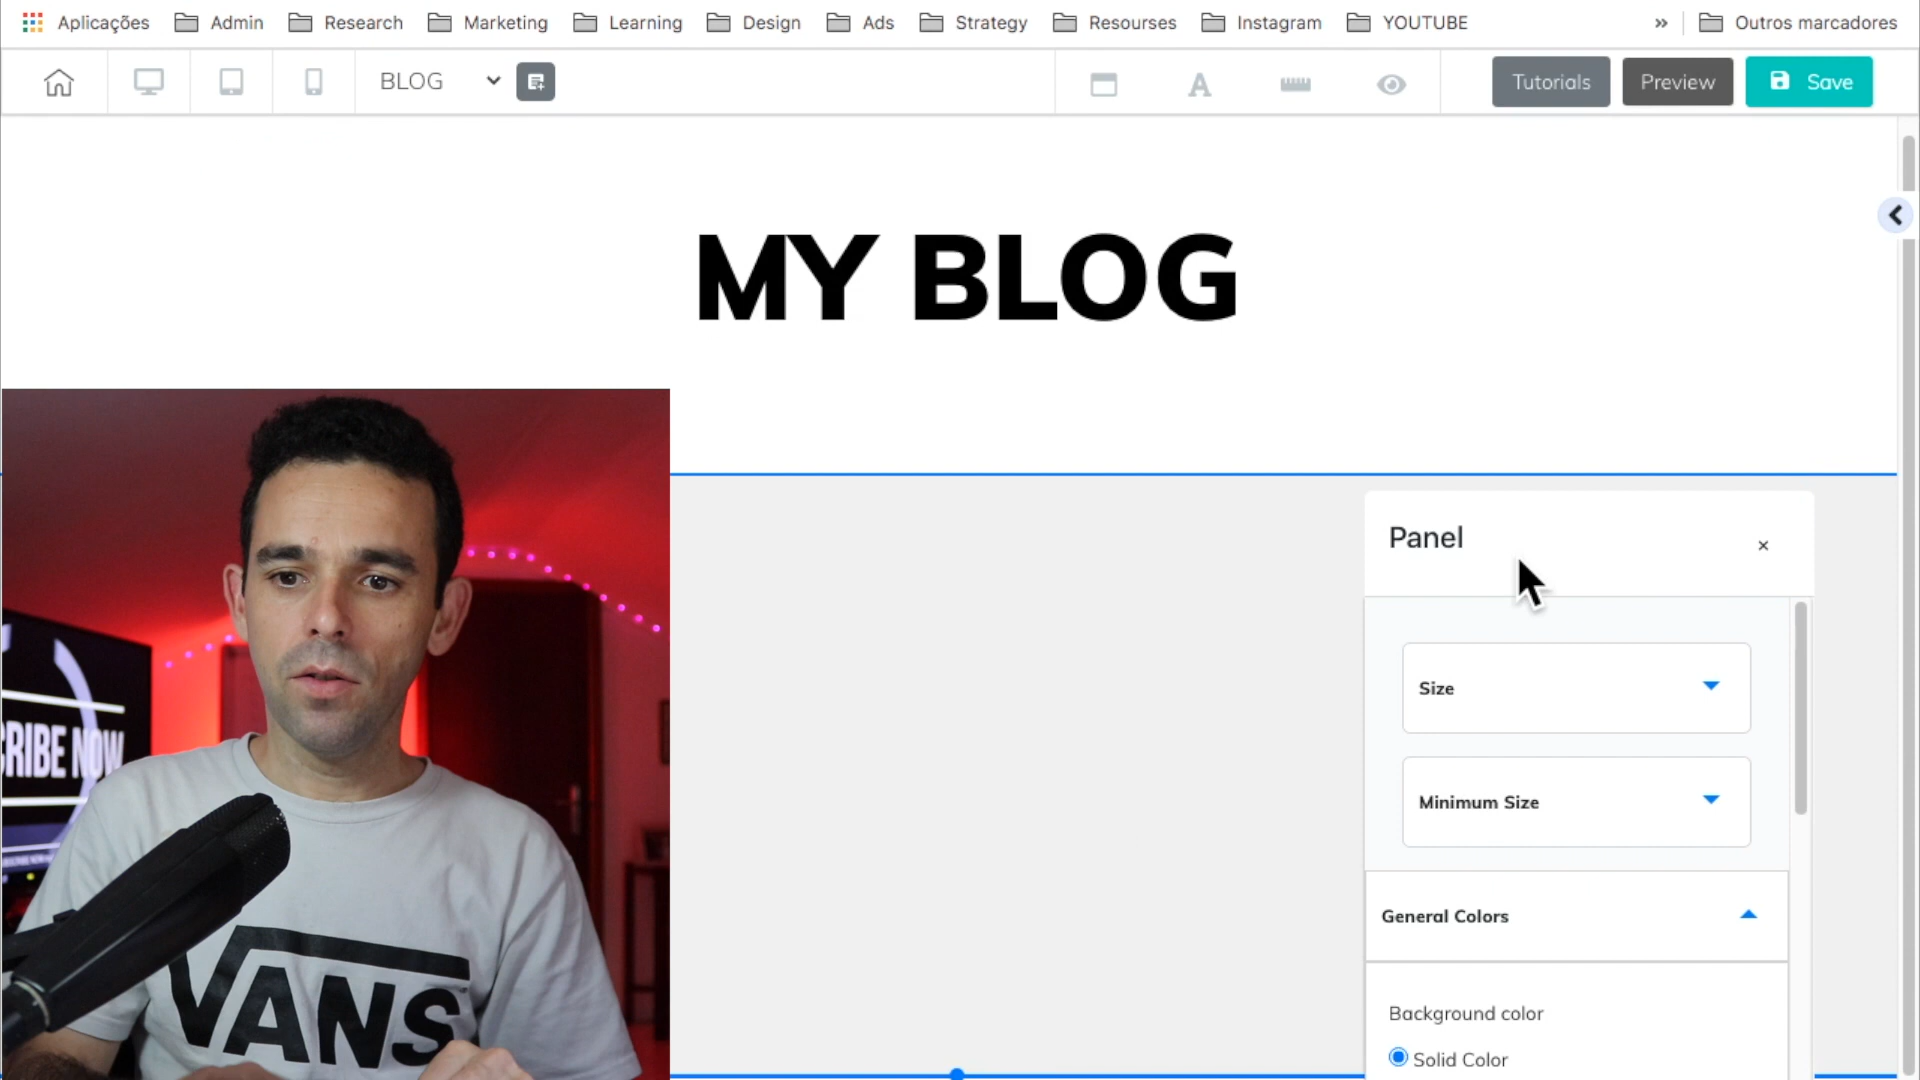 Aplicações Admin Research Marketing Learning Design Ads Strategy Resourses Instagram YOUTUBE » Outros marcadores
BLOG Tutorials Preview Save
MY BLOG
Panel ×
Size
Minimum Size
General Colors
Background color
Solid Color
CRIBE NOW
VANS